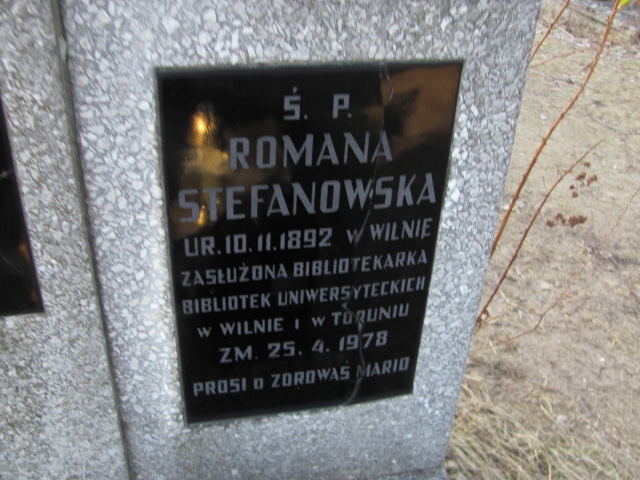 Ś. P.
ROMANA
STEFANOWSKA
UR. 10. 11. 1892 W WILNIE
ZASŁUŻONA BIBLIOTEKARKA
BIBLIOTEK UNIWERSYTECKICH
W WILNIE I W TORUNIU
ZM. 25. 4. 1978
PROSI O ZDROWAŚ MARIO